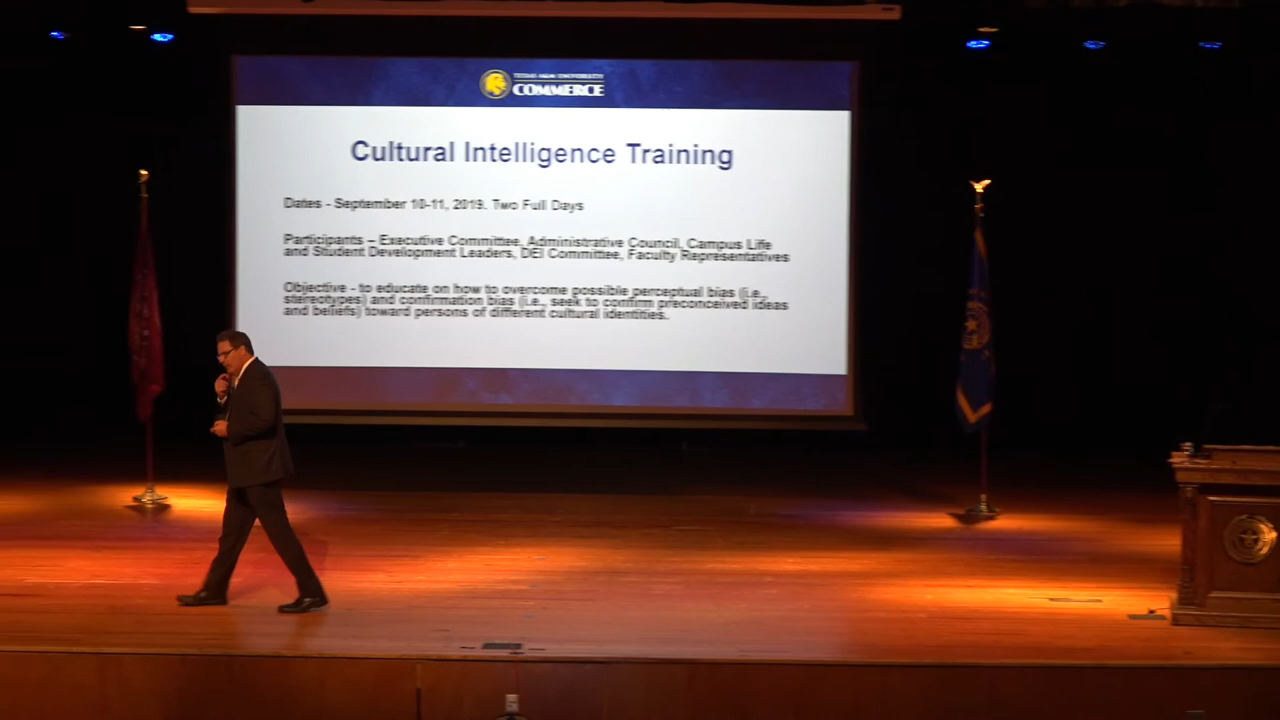 TEXAS A&M UNIVERSITY
COMMERCE
Cultural Intelligence Training
Dates - September 10-11, 2019. Two Full Days
Participants – Executive Committee, Administrative Council, Campus Life
and Student Development Leaders, DEI Committee, Faculty Representatives
Objective - to educate on how to overcome possible perceptual bias (i.e.,
stereotypes) and confirmation bias (i.e., seek to confirm preconceived ideas
and beliefs) toward persons of different cultural identities.